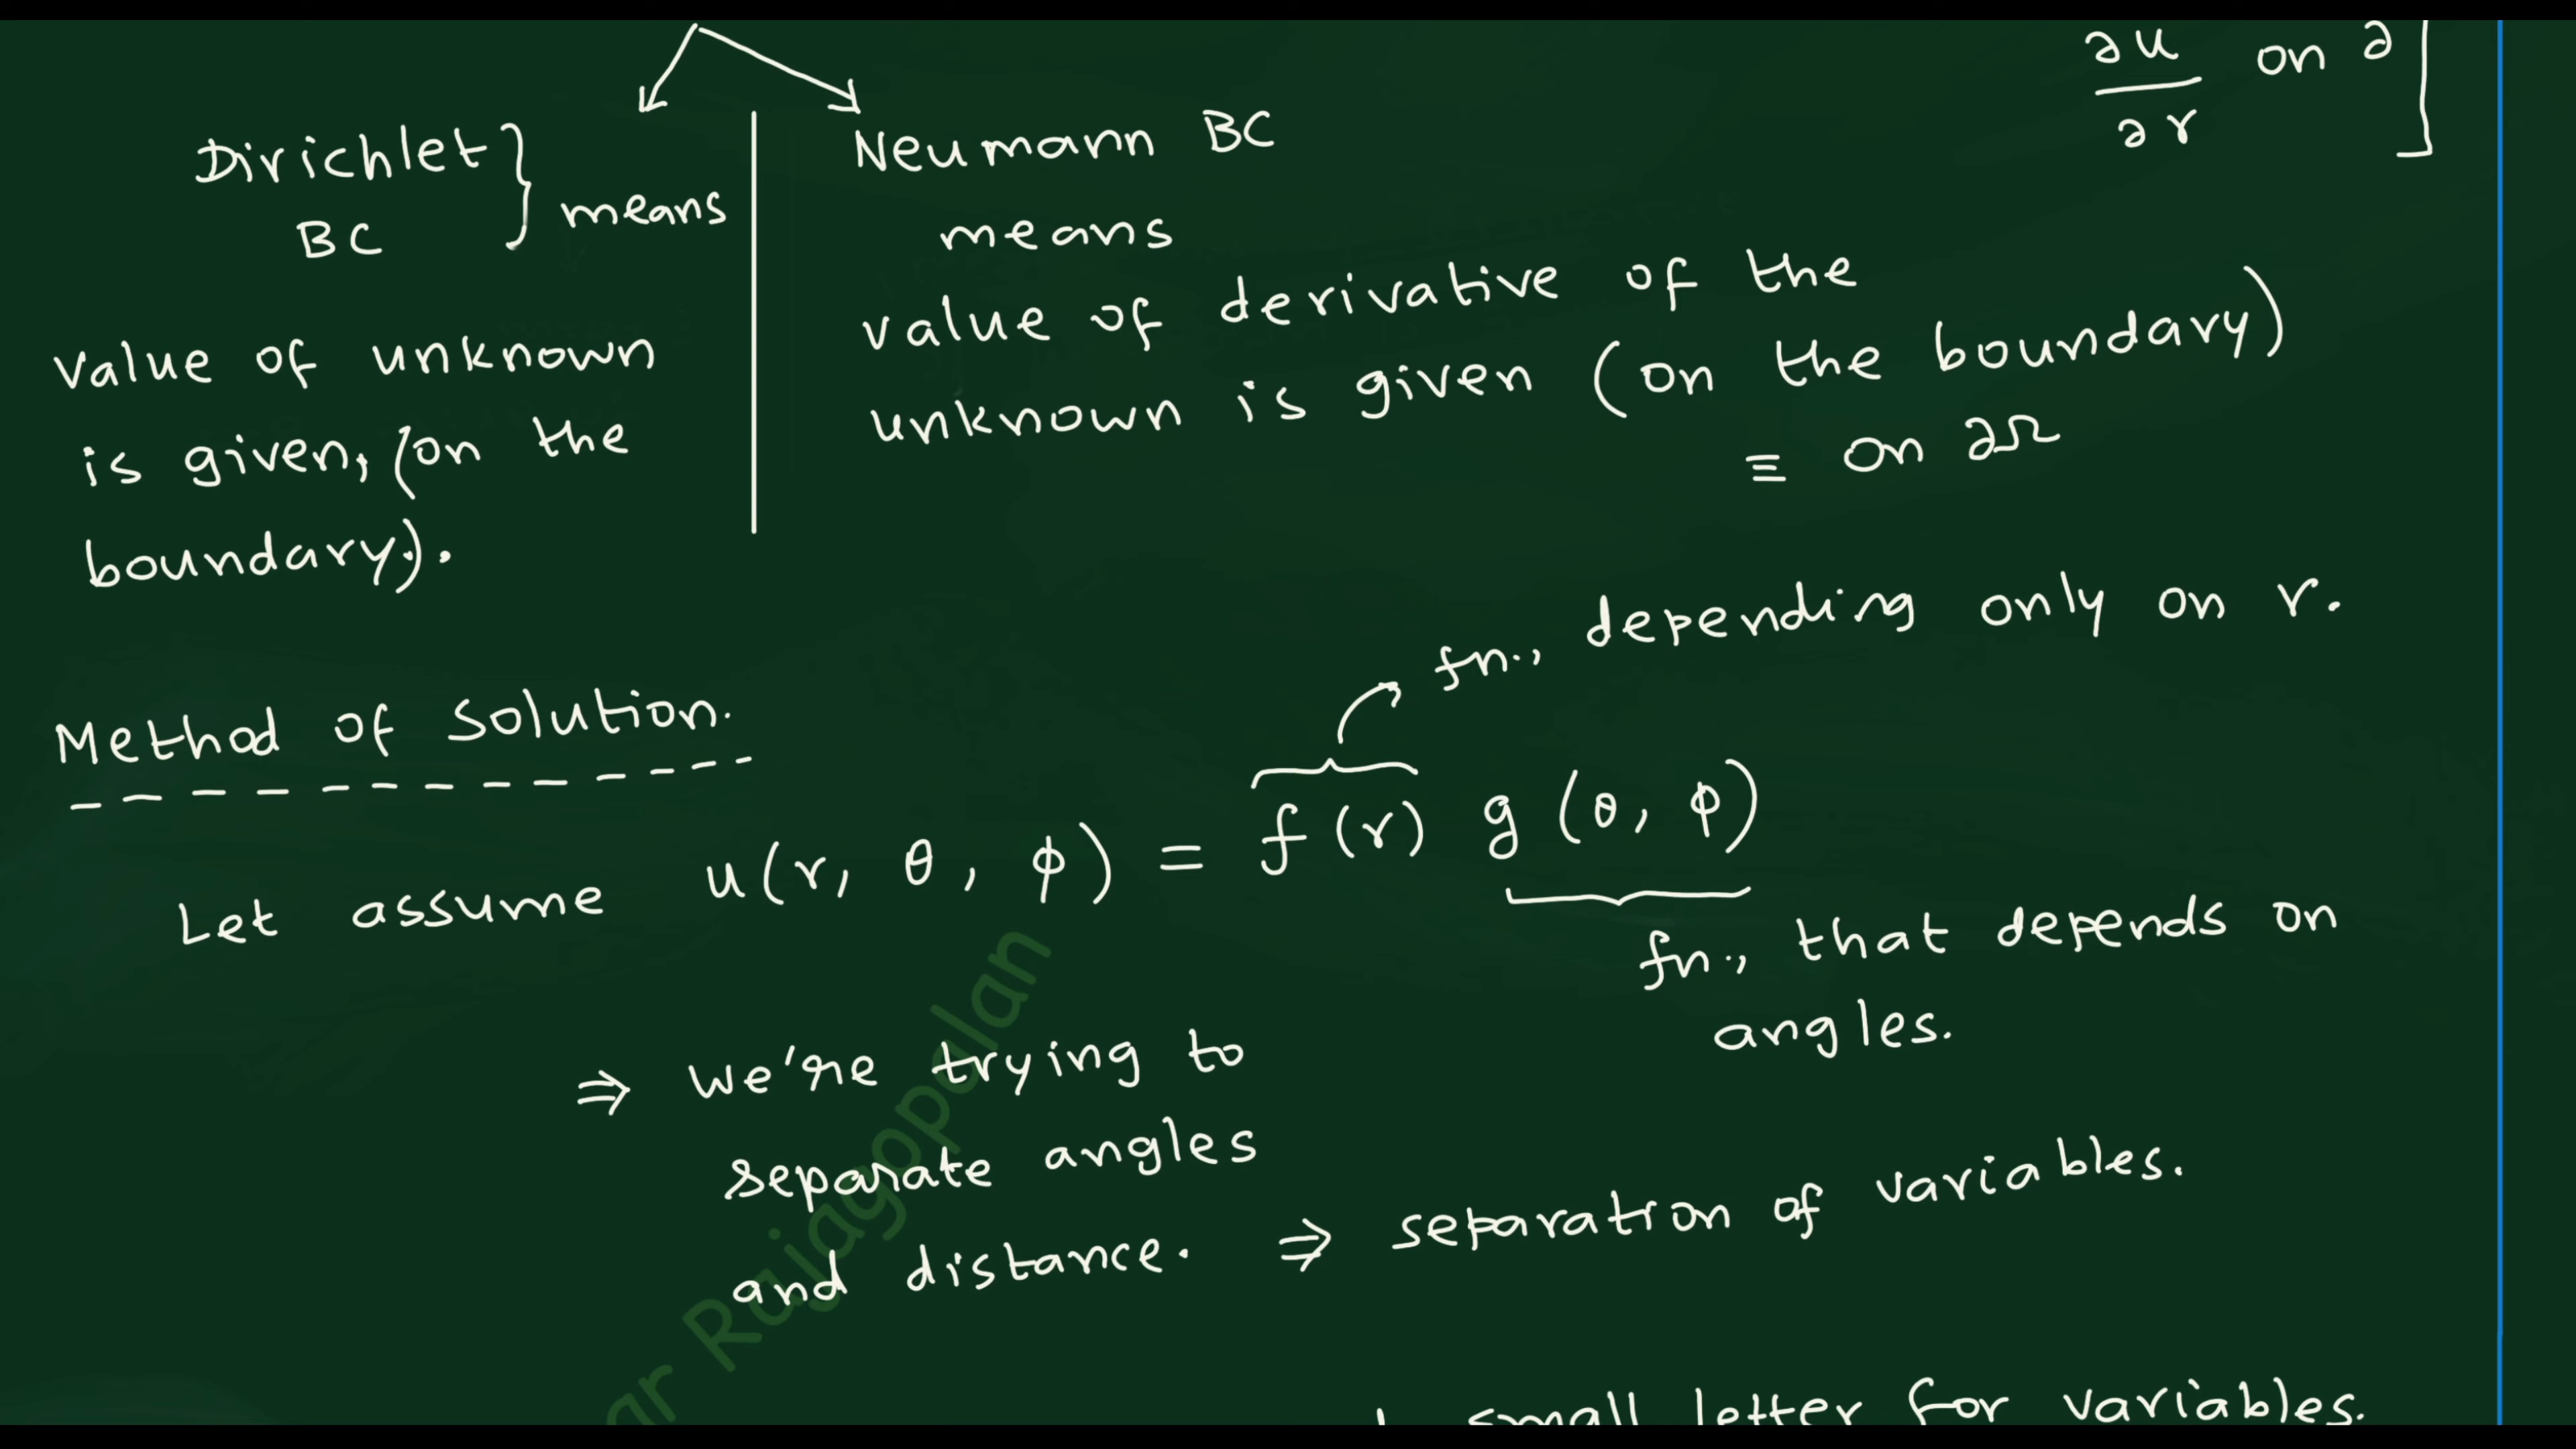 ∂u
on ∂
∂r
Dirichlet
BC
means
value of unknown
is given, (on the
boundary).
Neumann BC
means
value of derivative of the
unknown is given (on the boundary)
≡ on ∂Ω
Method of solution.
fn., depending only on r.
Let assume u(r, θ, φ) = f(r) g(θ, φ)
fn., that depends on
angles.
⇒ we're trying to
separate angles
and distance. ⇒ separation of variables.
small letter for variables.
ar Rajagopalan